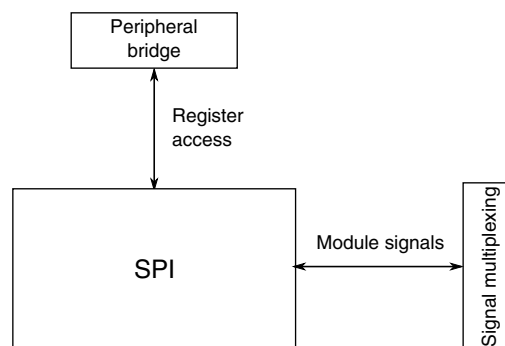 Peripheral
bridge
Register
access
SPI
Module signals
Signal multiplexing